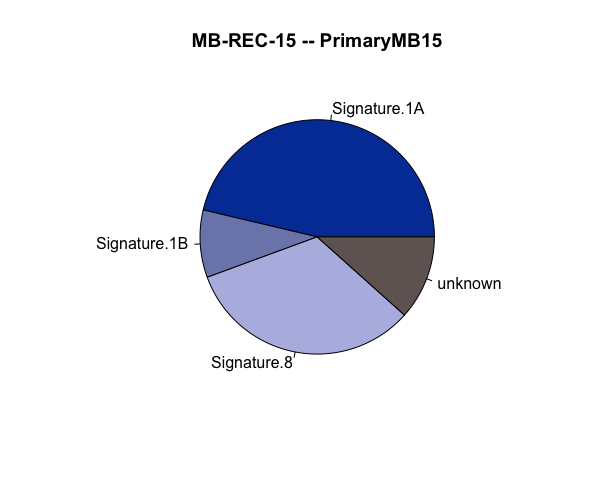 MB-REC-15 -- PrimaryMB15
Signature.1A
Signature.1B
unknown
Signature.8